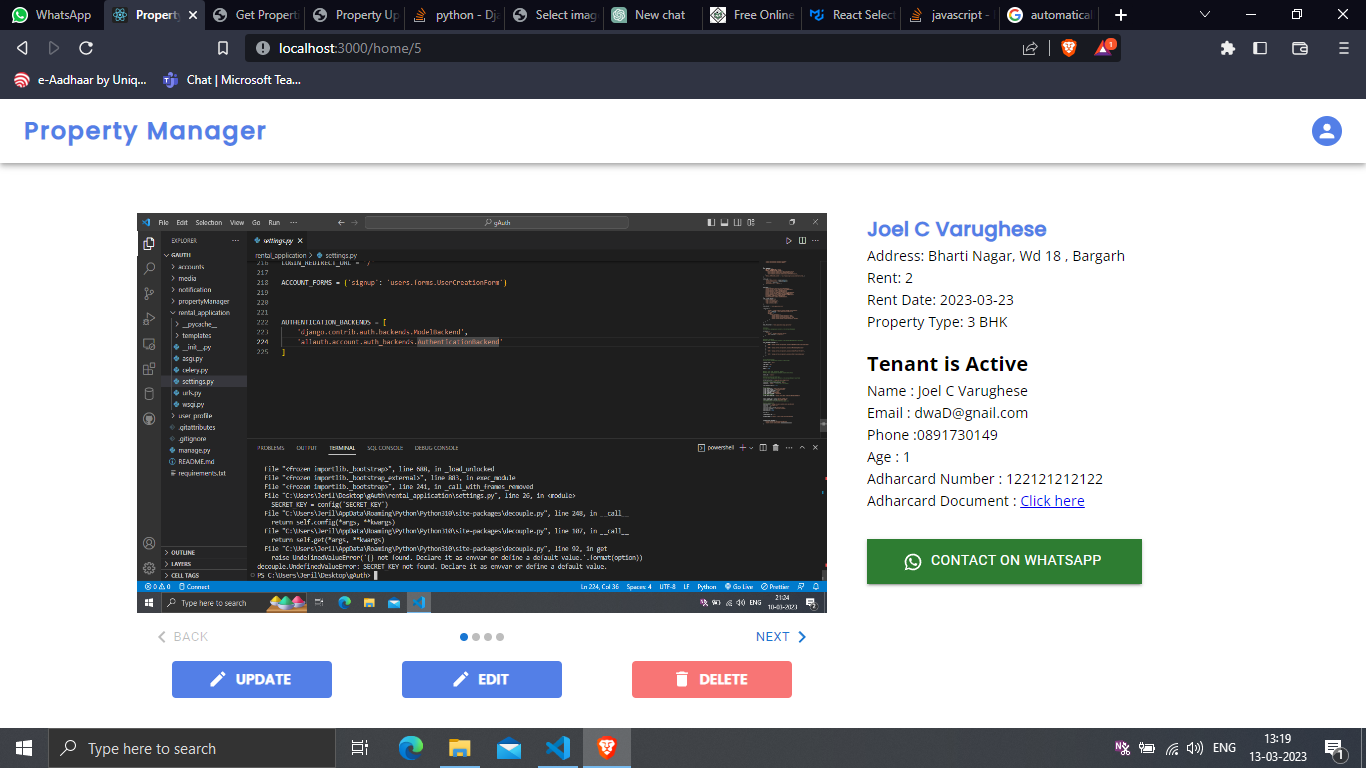 WhatsApp
Property
Get Properti
Property Up
python - Dja
Select imag
New chat
Free Online
React Selec
javascript -
automatical
localhost:3000/home/5
1
e-Aadhaar by Uniq...
Chat | Microsoft Tea...
Property Manager
File Edit Selection View Go Run ...
gAuth
EXPLORER
settings.py
GAUTH
accounts
media
notification
propertyManager
rental_application
__pycache__
templates
__init__.py
asgi.py
celery.py
settings.py
urls.py
wsgi.py
user_profile
.gitattributes
.gitignore
manage.py
README.md
requirements.txt
OUTLINE
LAYERS
CELL TAGS
rental_application > settings.py
216 LOGIN_REDIRECT_URL = '/'
217
218 ACCOUNT_FORMS = {'signup': 'users.forms.UserCreationForm'}
219
220
221
222 AUTHENTICATION_BACKENDS = [
223 'django.contrib.auth.backends.ModelBackend',
224 'allauth.account.auth_backends.AuthenticationBackend'
225 ]
PROBLEMS OUTPUT TERMINAL SQL CONSOLE DEBUG CONSOLE
powershell
File "<frozen importlib._bootstrap>", line 688, in _load_unlocked
File "<frozen importlib._bootstrap_external>", line 883, in exec_module
File "<frozen importlib._bootstrap>", line 241, in _call_with_frames_removed
File "C:\Users\Jeril\Desktop\gAuth\rental_application\settings.py", line 26, in <module>
SECRET_KEY = config('SECRET_KEY')
File "C:\Users\Jeril\AppData\Roaming\Python\Python310\site-packages\decouple.py", line 248, in __call__
return self.config(*args, **kwargs)
File "C:\Users\Jeril\AppData\Roaming\Python\Python310\site-packages\decouple.py", line 107, in __call__
return self.get(*args, **kwargs)
File "C:\Users\Jeril\AppData\Roaming\Python\Python310\site-packages\decouple.py", line 92, in get
raise UndefinedValueError('{} not found. Declare it as envvar or define a default value.'.format(option))
decouple.UndefinedValueError: SECRET_KEY not found. Declare it as envvar or define a default value.
PS C:\Users\Jeril\Desktop\gAuth>
0 0 Connect
Ln 224, Col 36 Spaces: 4 UTF-8 LF Python Go Live Prettier
Type here to search
ENG
21:24
10-03-2023
BACK
NEXT
UPDATE
EDIT
DELETE
Joel C Varughese
Address: Bharti Nagar, Wd 18 , Bargarh
Rent: 2
Rent Date: 2023-03-23
Property Type: 3 BHK
Tenant is Active
Name : Joel C Varughese
Email : dwaD@gnail.com
Phone :0891730149
Age : 1
Adharcard Number : 122121212122
Adharcard Document : Click here
CONTACT ON WHATSAPP
Type here to search
ENG
13:19
13-03-2023
1